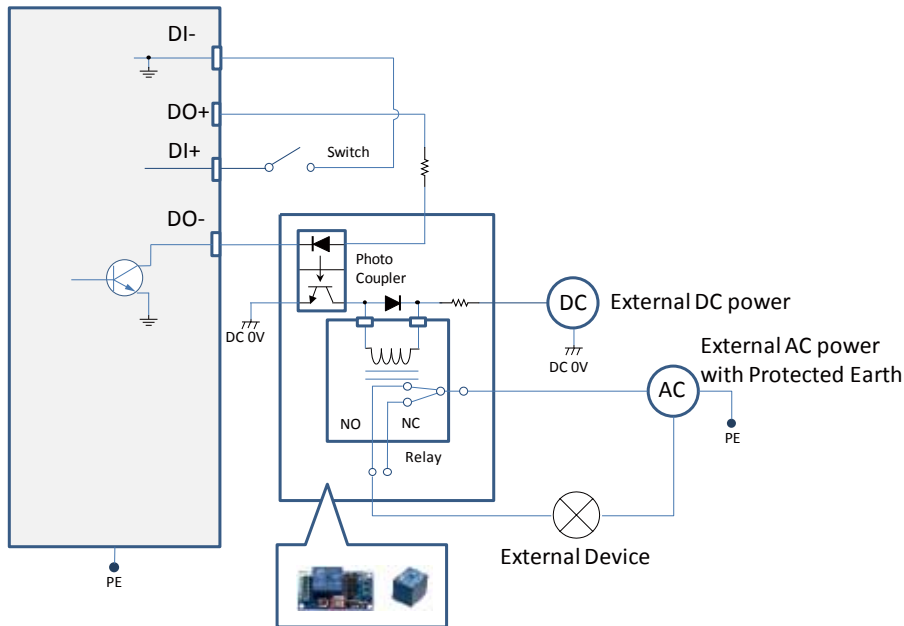 DI-
DO+
DI+
Switch
DO-
Photo
Coupler
DC
External DC power
DC 0V
DC 0V
External AC power
with Protected Earth
AC
NO
NC
PE
Relay
External Device
PE